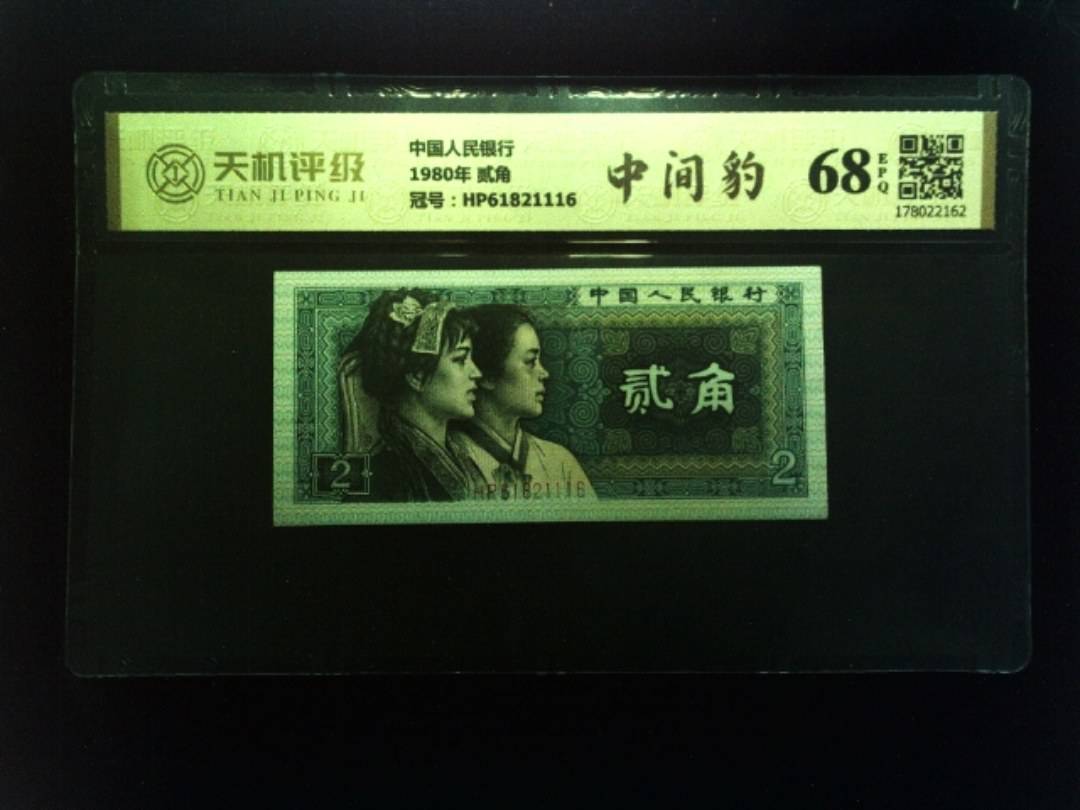 天机评级
TIAN JI PING JI
中国人民银行
1980年 贰角
冠号：HP61821116
中间豹
68
EPQ
178022162
中国人民银行
贰角
2
2
HP61821116